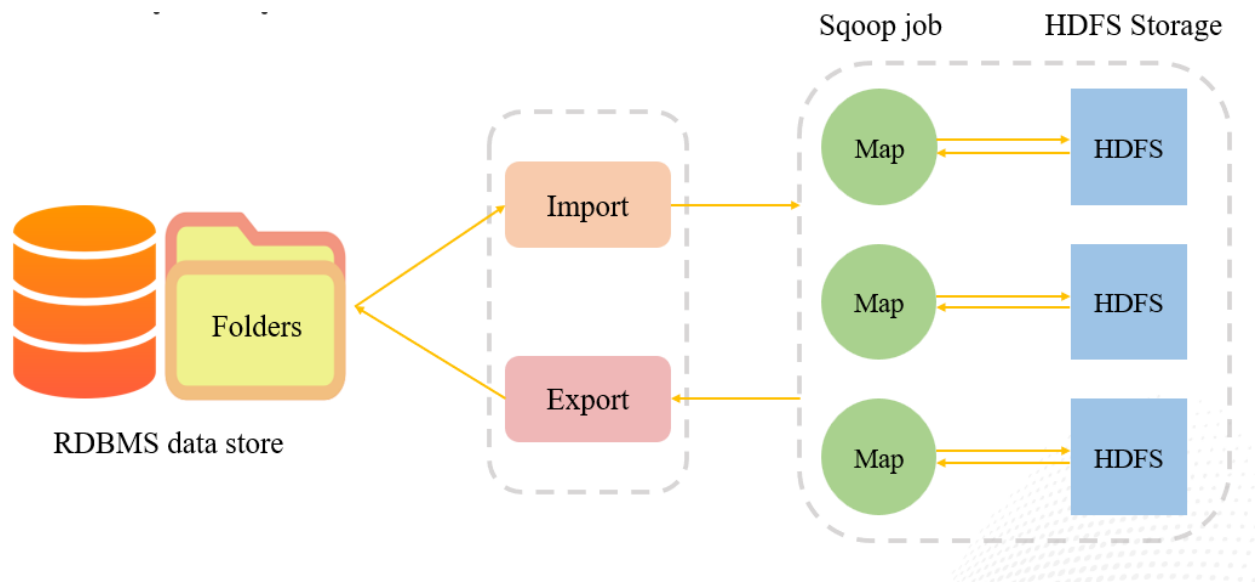 Sqoop job
HDFS Storage
Map
HDFS
Import
Folders
Map
HDFS
Export
RDBMS data store
Map
HDFS